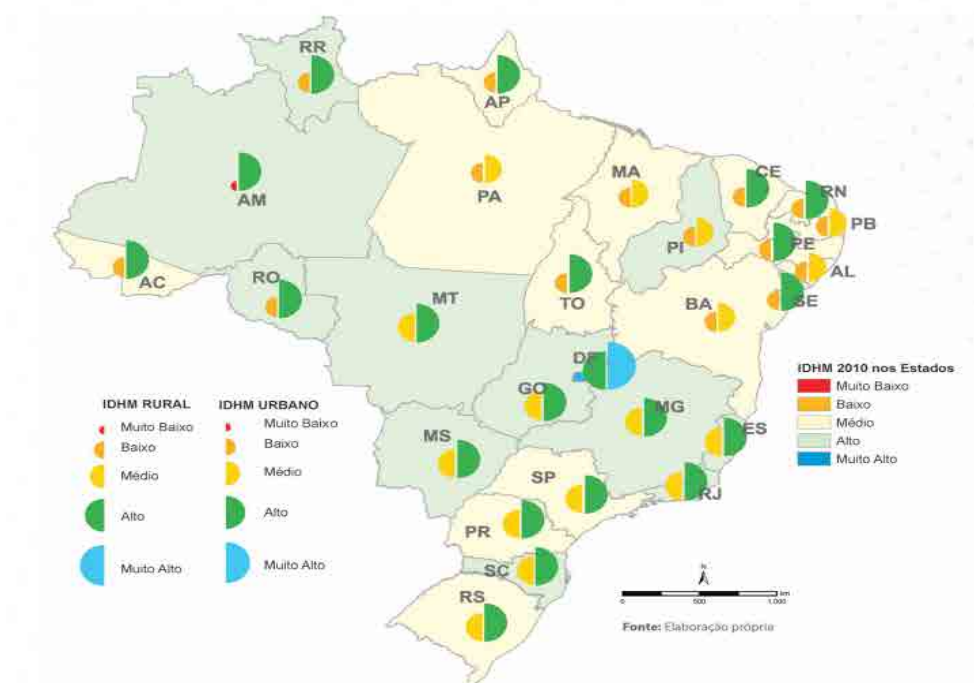 RR
AP
AM
PA
MA
CE
RN
PB
PI
PE
AL
SE
AC
RO
MT
TO
BA
DF
GO
MG
ES
MS
SP
RJ
PR
SC
RS
IDHM RURAL
Muito Baixo
Baixo
Médio
Alto
Muito Alto
IDHM URBANO
Muito Baixo
Baixo
Médio
Alto
Muito Alto
IDHM 2010 nos Estados
Muito Baixo
Baixo
Médio
Alto
Muito Alto
N
0 500 1.000 km
Fonte: Elaboração própria